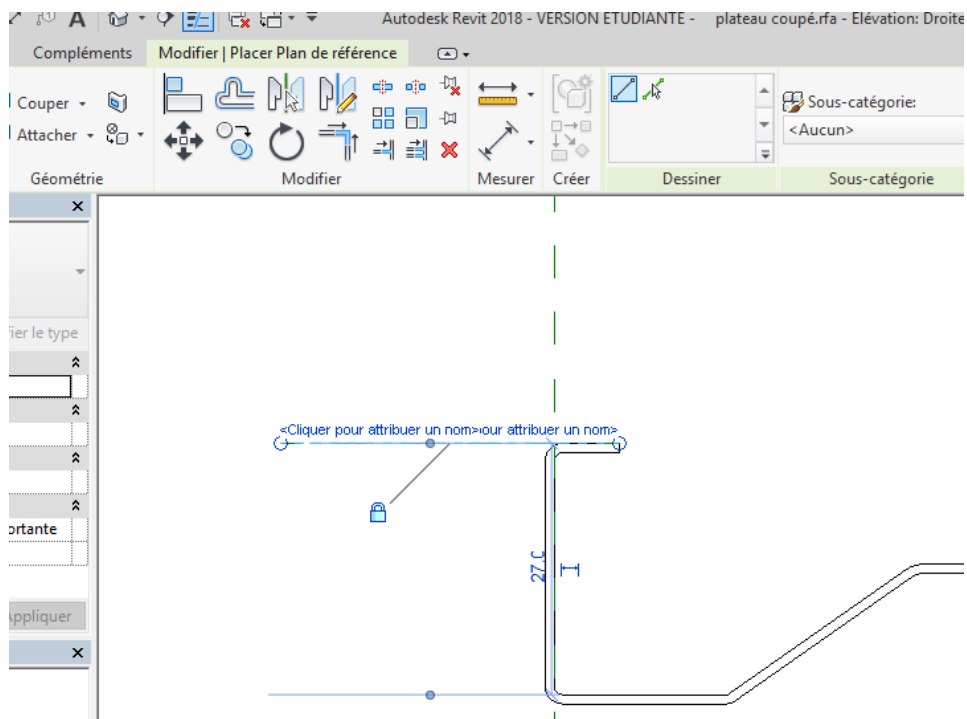 A
Autodesk Revit 2018 - VERSION ETUDIANTE - plateau coupé.rfa - Elévation: Droite
Compléments Modifier | Placer Plan de référence
Couper
Attacher
Sous-catégorie:
<Aucun>
Géométrie Modifier Mesurer Créer Dessiner Sous-catégorie
fier le type
<Cliquer pour attribuer un nom>our attribuer un nom>
ortante
27.0
Appliquer